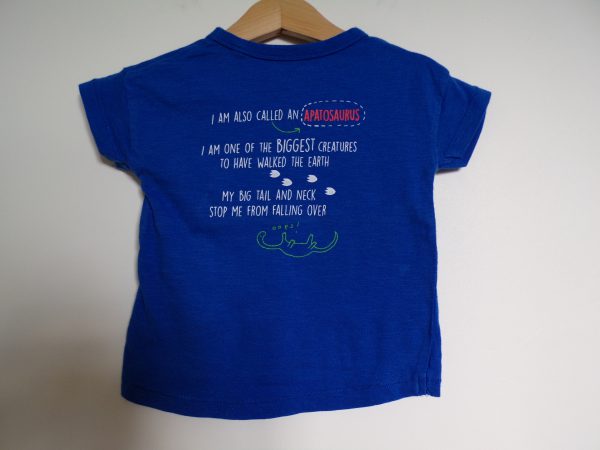 I AM ALSO CALLED AN APATOSAURUS
I AM ONE OF THE BIGGEST CREATURES
TO HAVE WALKED THE EARTH
MY BIG TAIL AND NECK
STOP ME FROM FALLING OVER
oops!